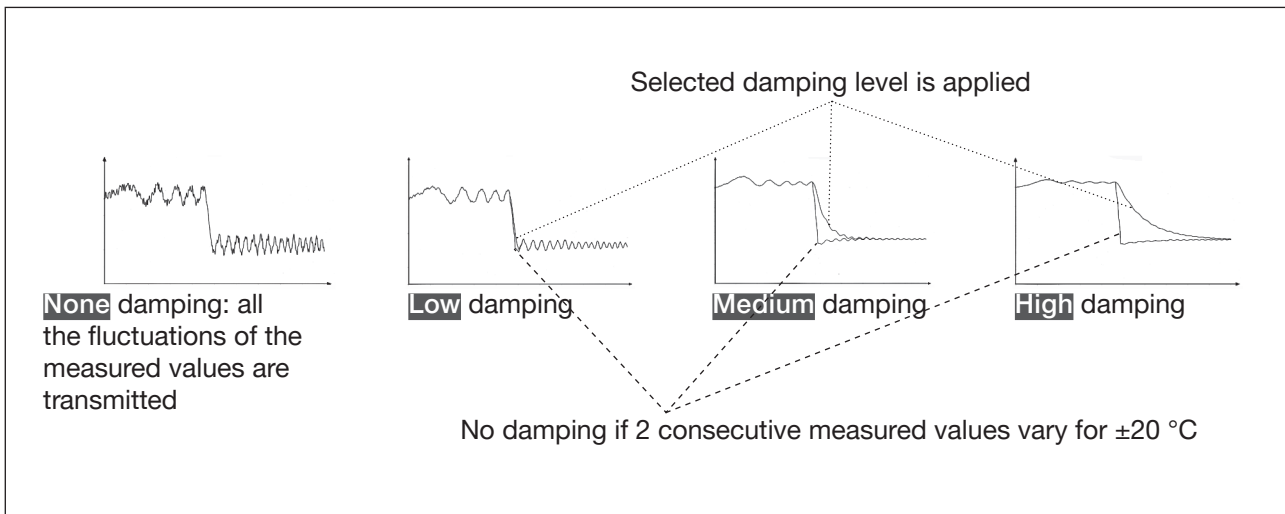 Selected damping level is applied
None damping: all
the fluctuations of the
measured values are
transmitted
Low damping
Medium damping
High damping
No damping if 2 consecutive measured values vary for ±20 °C